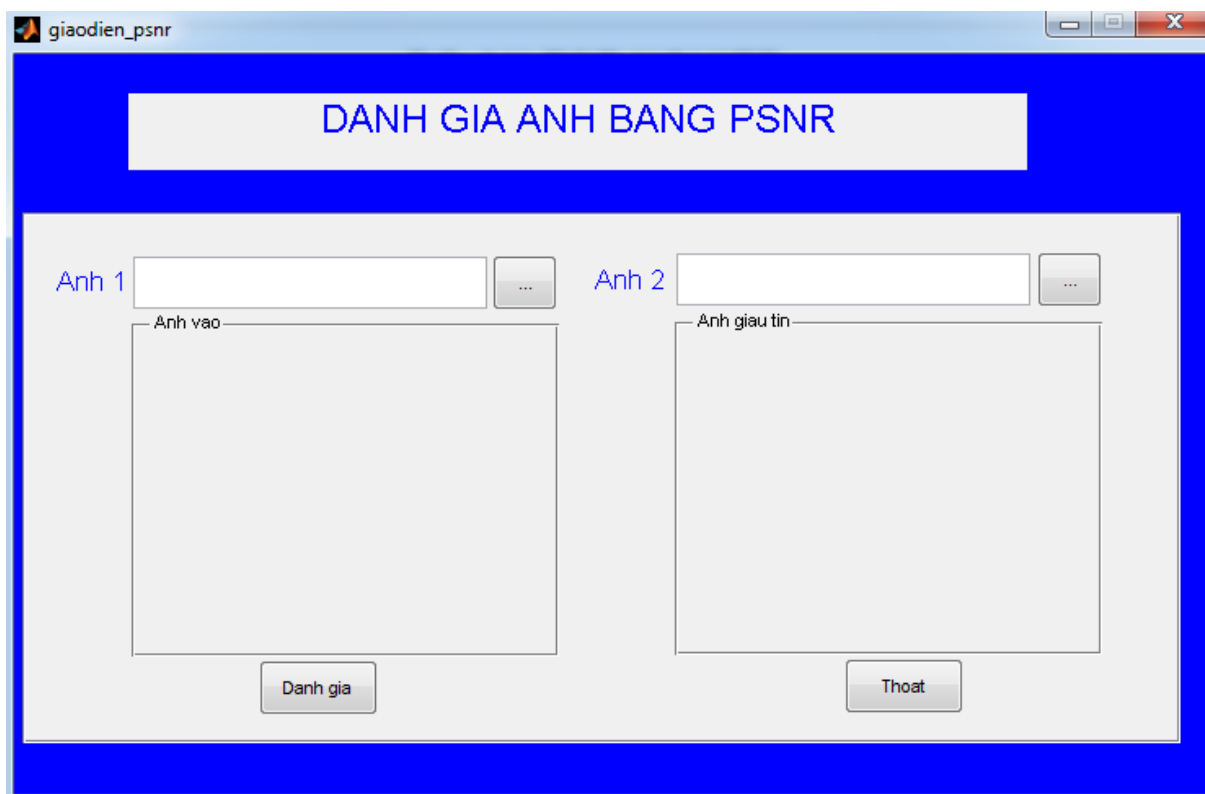 giaodien_psnr
DANH GIA ANH BANG PSNR
Anh 1
...
Anh 2
...
Anh vao
Anh giau tin
Danh gia
Thoat